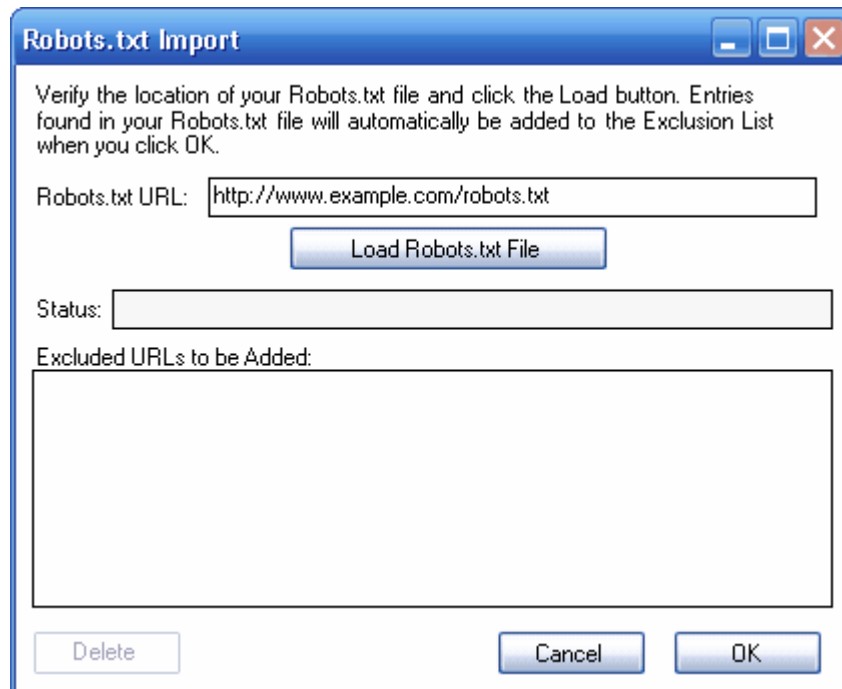 Robots.txt Import
Verify the location of your Robots.txt file and click the Load button. Entries
found in your Robots.txt file will automatically be added to the Exclusion List
when you click OK.
Robots.txt URL: http://www.example.com/robots.txt
Load Robots.txt File
Status:
Excluded URLs to be Added:
Delete Cancel OK